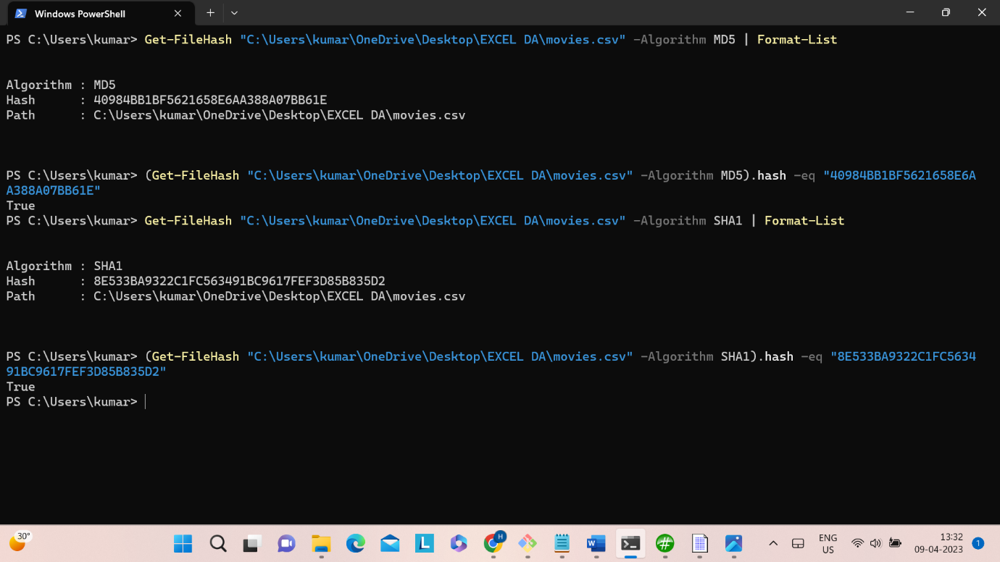 Windows PowerShell
PS C:\Users\kumar> Get-FileHash "C:\Users\kumar\OneDrive\Desktop\EXCEL DA\movies.csv" -Algorithm MD5 | Format-List
Algorithm : MD5
Hash      : 40984BB1BF5621658E6AA388A07BB61E
Path      : C:\Users\kumar\OneDrive\Desktop\EXCEL DA\movies.csv
PS C:\Users\kumar> (Get-FileHash "C:\Users\kumar\OneDrive\Desktop\EXCEL DA\movies.csv" -Algorithm MD5).hash -eq "40984BB1BF5621658E6A
A388A07BB61E"
True
PS C:\Users\kumar> Get-FileHash "C:\Users\kumar\OneDrive\Desktop\EXCEL DA\movies.csv" -Algorithm SHA1 | Format-List
Algorithm : SHA1
Hash      : 8E533BA9322C1FC563491BC9617FEF3D85B835D2
Path      : C:\Users\kumar\OneDrive\Desktop\EXCEL DA\movies.csv
PS C:\Users\kumar> (Get-FileHash "C:\Users\kumar\OneDrive\Desktop\EXCEL DA\movies.csv" -Algorithm SHA1).hash -eq "8E533BA9322C1FC5634
91BC9617FEF3D85B835D2"
True
PS C:\Users\kumar>
30°
L
H
W
#
ENG
US
13:32
09-04-2023
1